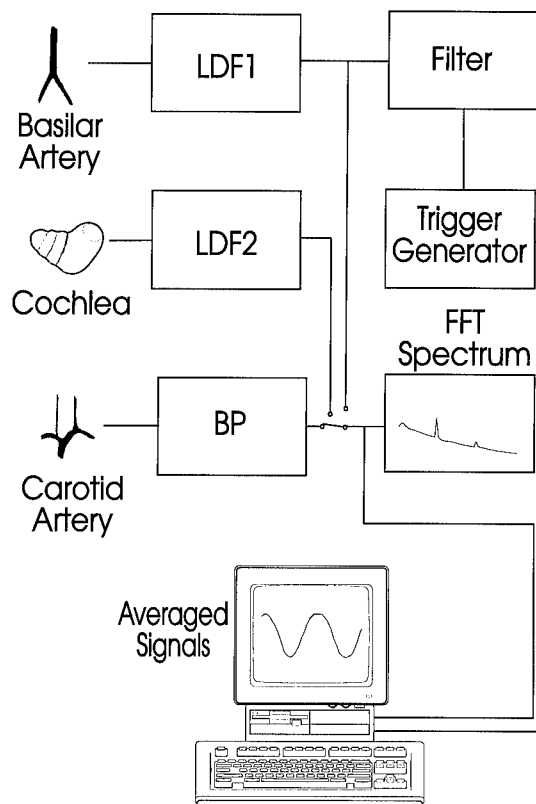 LDF1
Filter
Basilar
Artery
LDF2
Trigger
Generator
Cochlea
FFT
Spectrum
BP
Carotid
Artery
Averaged
Signals